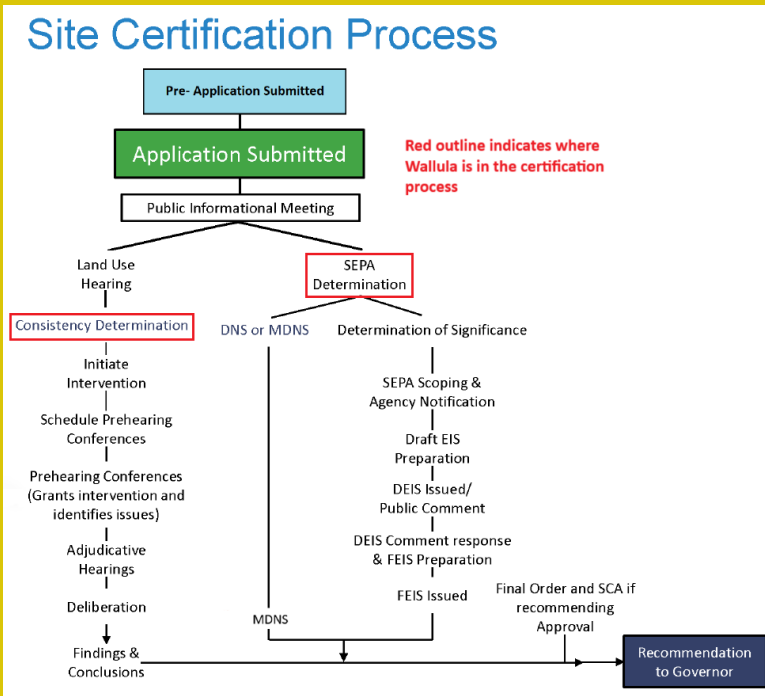 Site Certification Process
Pre- Application Submitted
Application Submitted
Red outline indicates where
Wallula is in the certification
process
Public Informational Meeting
Land Use
Hearing
SEPA
Determination
Consistency Determination
DNS or MDNS
Determination of Significance
Initiate
Intervention
SEPA Scoping &
Agency Notification
Schedule Prehearing
Conferences
Draft EIS
Preparation
Prehearing Conferences
(Grants intervention and
identifies issues)
DEIS Issued/
Public Comment
Adjudicative
Hearings
DEIS Comment response
& FEIS Preparation
Deliberation
FEIS Issued
Final Order and SCA if
recommending
Approval
MDNS
Findings &
Conclusions
Recommendation
to Governor